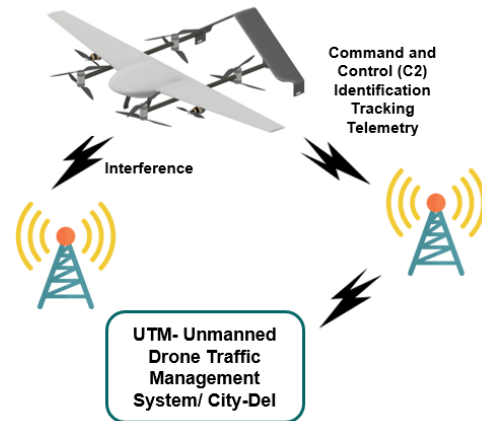 Command and
Control (C2)
Identification
Tracking
Telemetry
Interference
UTM- Unmanned
Drone Traffic
Management
System/ City-Del